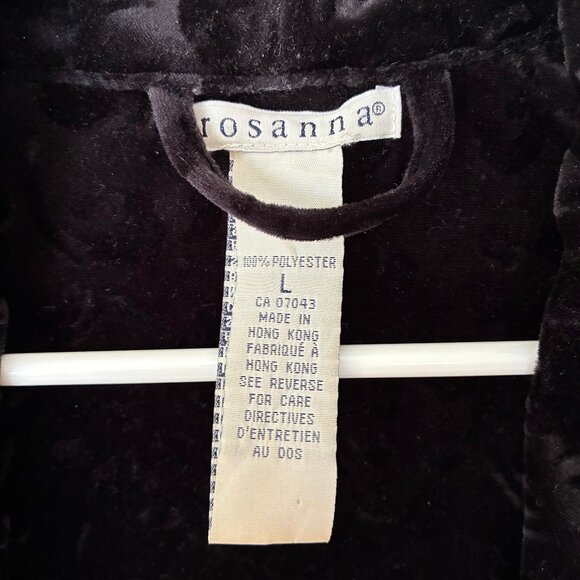 rosanna®
100% POLYESTER
L
CA 07043
MADE IN
HONG KONG
FABRIQUÉ À
HONG KONG
SEE REVERSE
FOR CARE
DIRECTIVES
D'ENTRETIEN
AU DOS